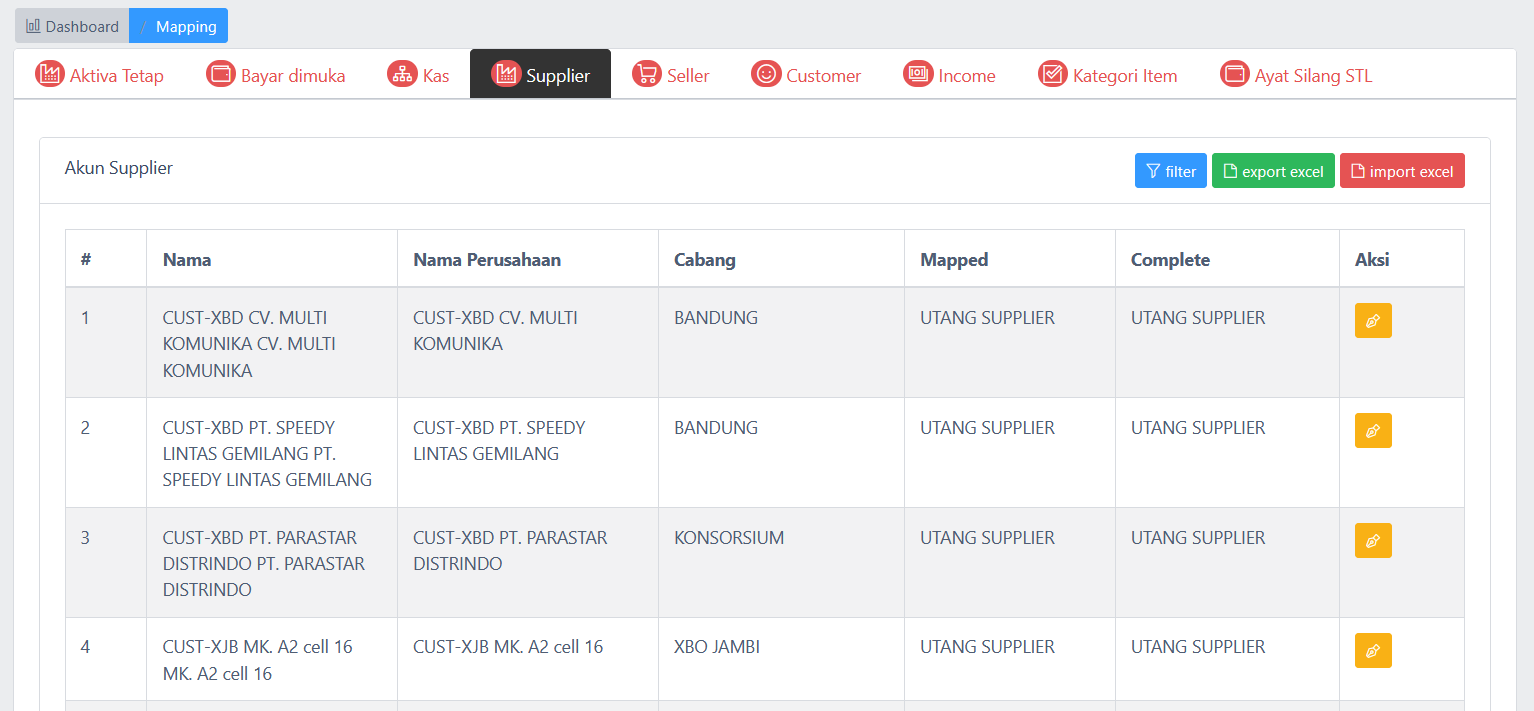 Dashboard / Mapping
Aktiva Tetap Bayar dimuka Kas Supplier Seller Customer Income Kategori Item Ayat Silang STL
Akun Supplier filter export excel import excel
# Nama Nama Perusahaan Cabang Mapped Complete Aksi
1 CUST-XBD CV. MULTI CUST-XBD CV. MULTI BANDUNG UTANG SUPPLIER UTANG SUPPLIER
KOMUNIKA CV. MULTI KOMUNIKA
KOMUNIKA
2 CUST-XBD PT. SPEEDY CUST-XBD PT. SPEEDY BANDUNG UTANG SUPPLIER UTANG SUPPLIER
LINTAS GEMILANG PT. LINTAS GEMILANG
SPEEDY LINTAS GEMILANG
3 CUST-XBD PT. PARASTAR CUST-XBD PT. PARASTAR KONSORSIUM UTANG SUPPLIER UTANG SUPPLIER
DISTRINDO PT. PARASTAR DISTRINDO
DISTRINDO
4 CUST-XJB MK. A2 cell 16 CUST-XJB MK. A2 cell 16 XBO JAMBI UTANG SUPPLIER UTANG SUPPLIER
MK. A2 cell 16